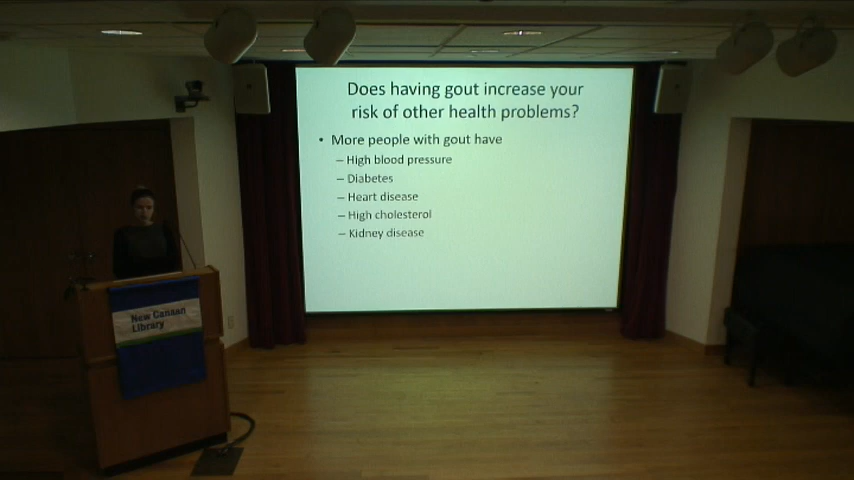 Does having gout increase your
risk of other health problems?
• More people with gout have
– High blood pressure
– Diabetes
– Heart disease
– High cholesterol
– Kidney disease
New Canaan
Library